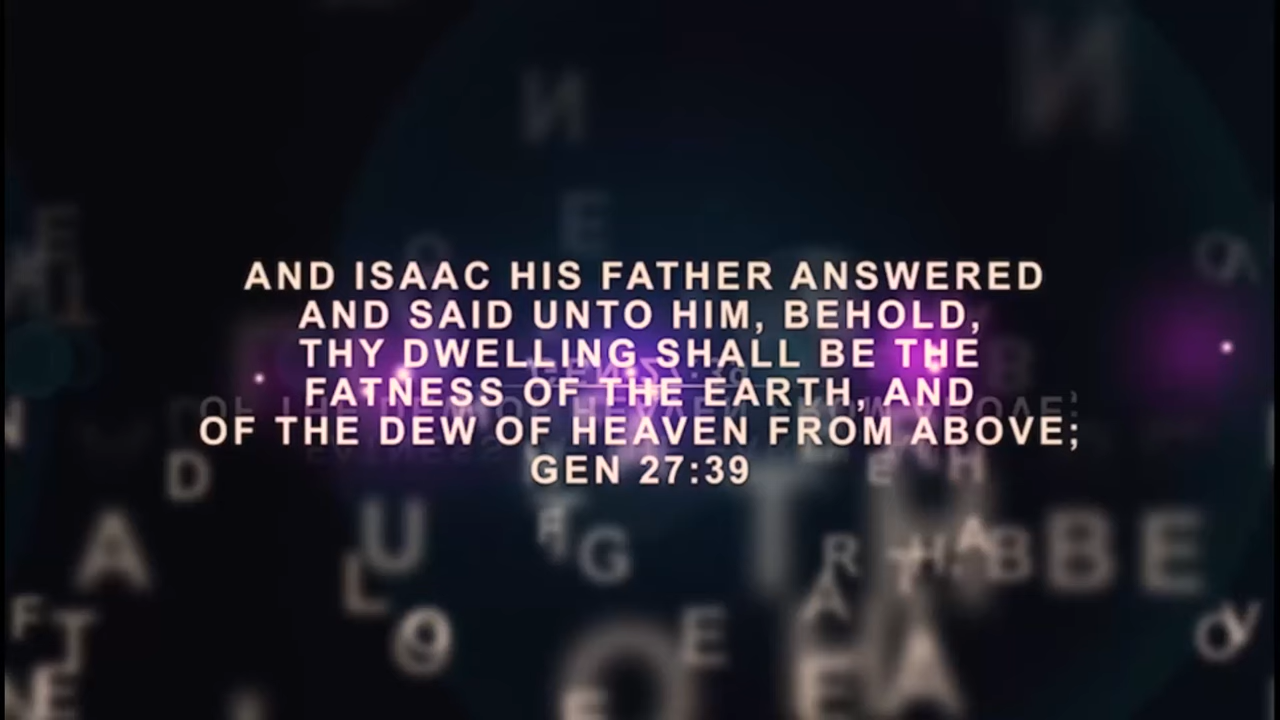 AND ISAAC HIS FATHER ANSWERED
AND SAID UNTO HIM, BEHOLD,
THY DWELLING SHALL BE THE
FATNESS OF THE EARTH, AND
OF THE DEW OF HEAVEN FROM ABOVE;
GEN 27:39